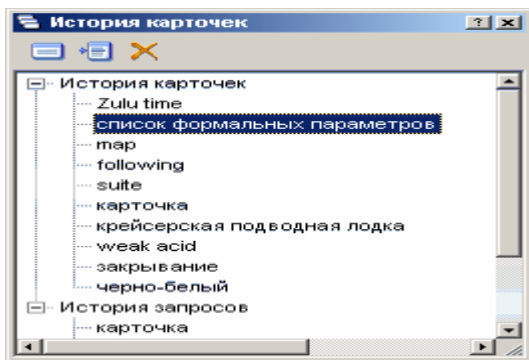 История карточек
История карточек
Zulu time
список формальных параметров
map
following
suite
карточка
крейсерская подводная лодка
weak acid
закрывание
черно-белый
История запросов
карточка